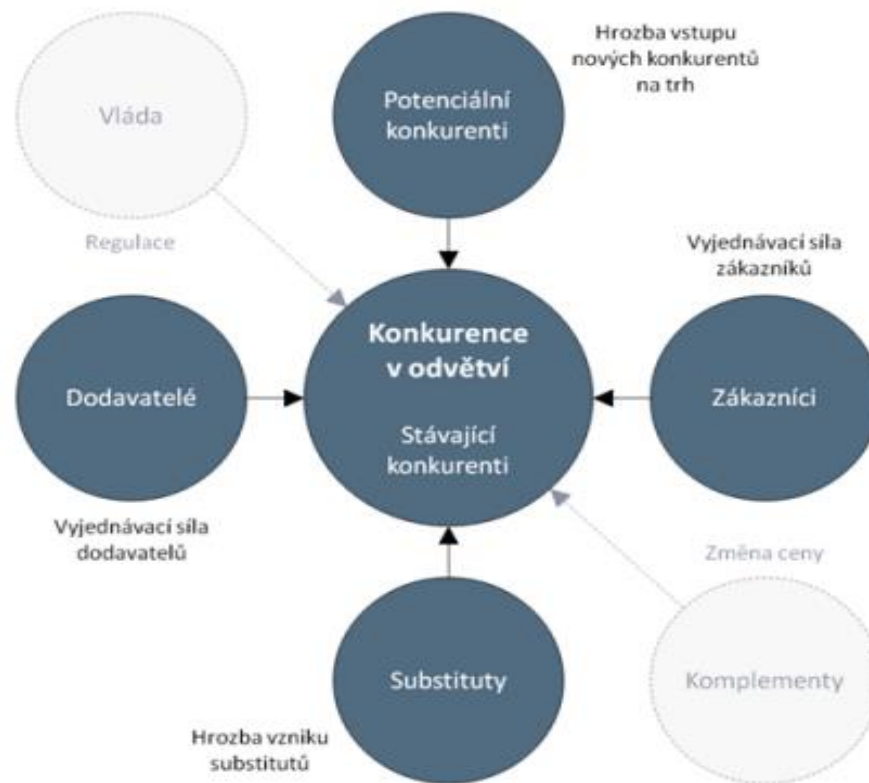 Hrozba vstupu
nových konkurentů
na trh
Potenciální
konkurenti
Vláda
Regulace
Vyjednávací síla
zákazníků
Konkurence
v odvětví
Stávající
konkurenti
Dodavatelé
Zákazníci
Vyjednávací síla
dodavatelů
Změna ceny
Substituty
Komplementy
Hrozba vzniku
substitutů